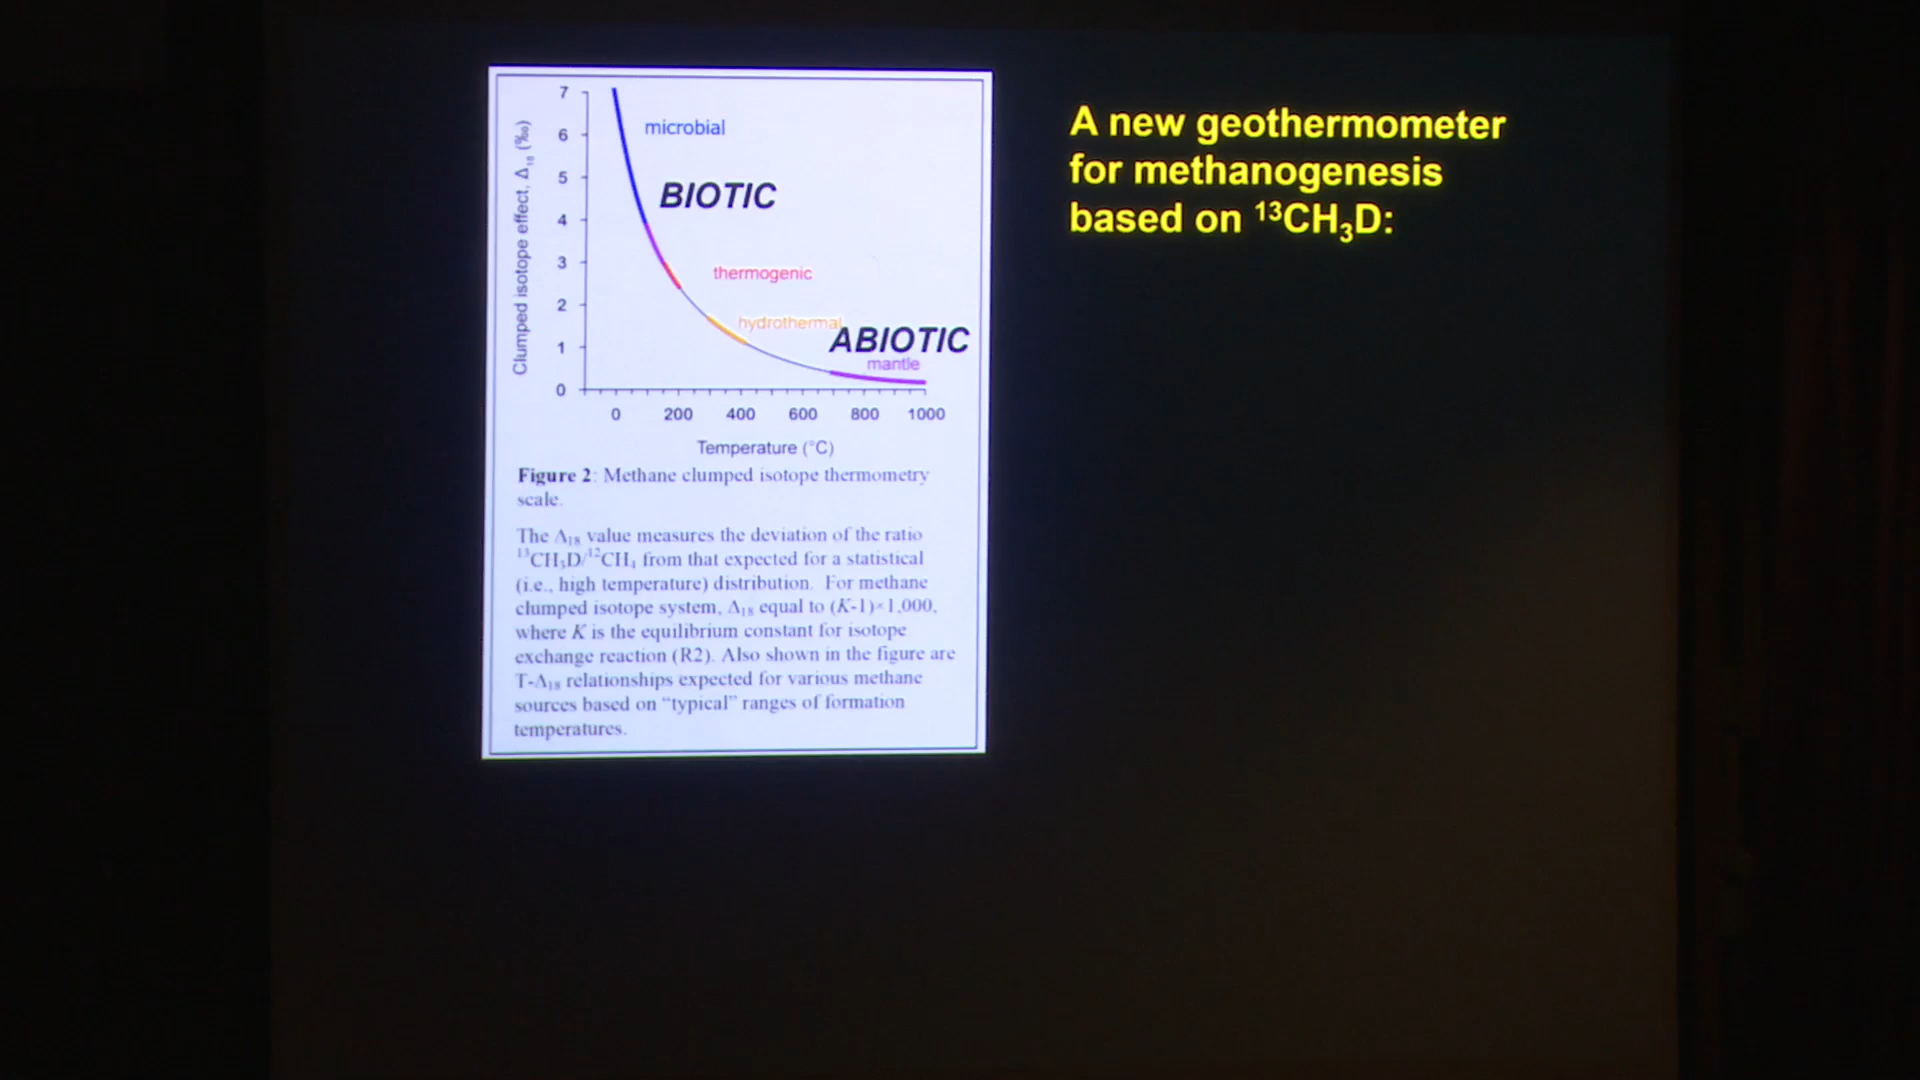 7
6
5
4
3
2
1
0
Clumped isotope effect, Δ₁₈ (‰)
microbial
BIOTIC
thermogenic
hydrothermal
ABIOTIC
mantle
0 200 400 600 800 1000
Temperature (°C)
Figure 2: Methane clumped isotope thermometry
scale.
The Δ₁₈ value measures the deviation of the ratio
¹³CH₃D/¹²CH₄ from that expected for a statistical
(i.e., high temperature) distribution. For methane
clumped isotope system, Δ₁₈ equal to (K-1)×1,000,
where K is the equilibrium constant for isotope
exchange reaction (R2). Also shown in the figure are
T-Δ₁₈ relationships expected for various methane
sources based on “typical” ranges of formation
temperatures.
A new geothermometer
for methanogenesis
based on ¹³CH₃D: